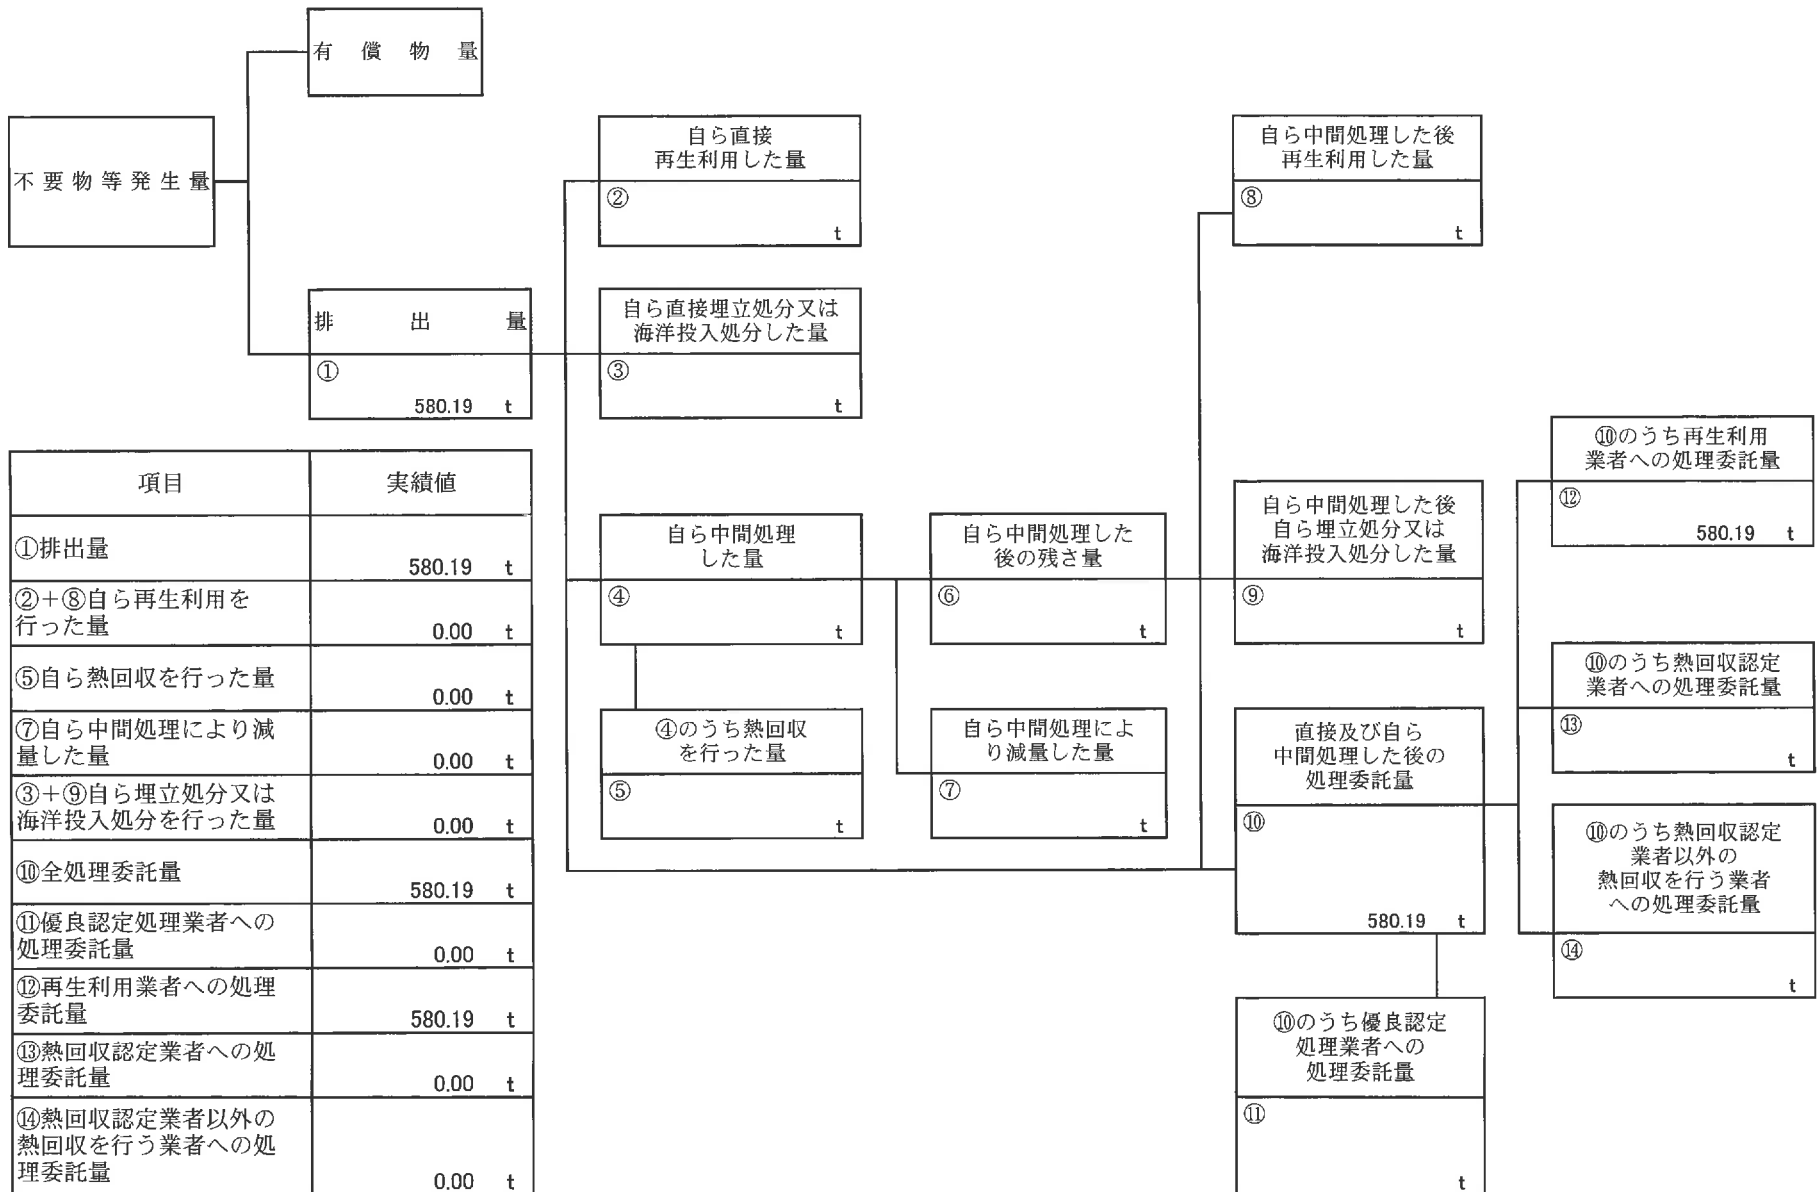 有償物量
不要物等発生量
排出量
①
580.19 t
自ら直接
再生利用した量
②
t
自ら直接埋立処分又は
海洋投入処分した量
③
t
自ら中間処理
した量
④
t
④のうち熱回収
を行った量
⑤
t
自ら中間処理した
後の残さ量
⑥
t
自ら中間処理によ
り減量した量
⑦
t
自ら中間処理した後
再生利用した量
⑧
t
自ら中間処理した後
自ら埋立処分又は
海洋投入処分した量
⑨
t
直接及び自ら
中間処理した後の
処理委託量
⑩
580.19 t
⑩のうち優良認定
処理業者への
処理委託量
⑪
t
⑩のうち再生利用
業者への処理委託量
⑫
580.19 t
⑩のうち熱回収認定
業者への処理委託量
⑬
t
⑩のうち熱回収認定
業者以外の
熱回収を行う業者
への処理委託量
⑭
t
項目 実績値
①排出量
580.19 t
②＋⑧自ら再生利用を
行った量
0.00 t
⑤自ら熱回収を行った量
0.00 t
⑦自ら中間処理により減
量した量
0.00 t
③＋⑨自ら埋立処分又は
海洋投入処分を行った量
0.00 t
⑩全処理委託量
580.19 t
⑪優良認定処理業者への
処理委託量
0.00 t
⑫再生利用業者への処理
委託量
580.19 t
⑬熱回収認定業者への処
理委託量
0.00 t
⑭熱回収認定業者以外の
熱回収を行う業者への処
理委託量
0.00 t